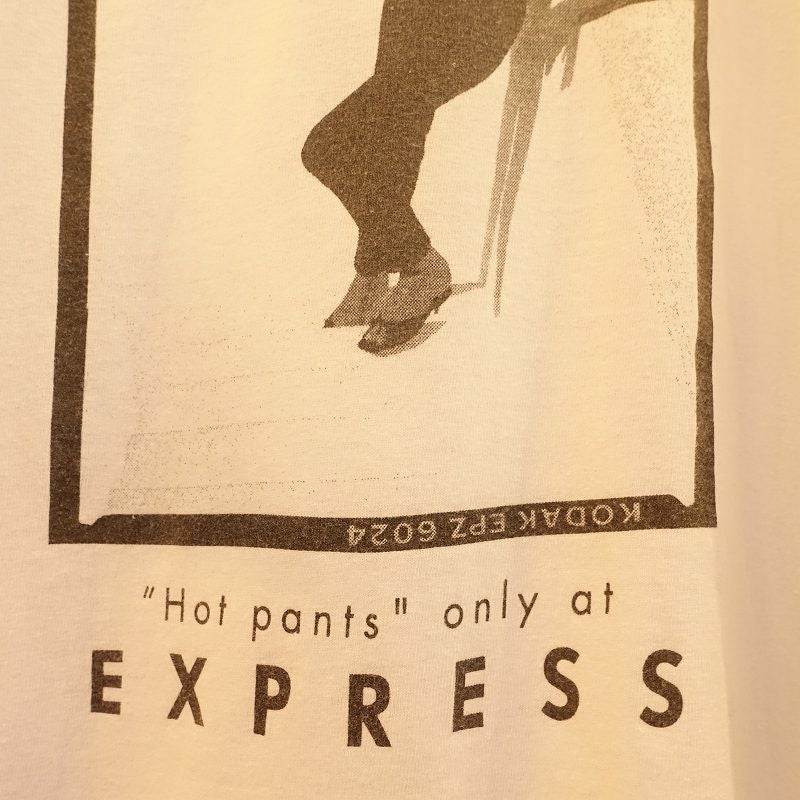 KODAK EPZ 6024
"Hot pants" only at
EXPRESS